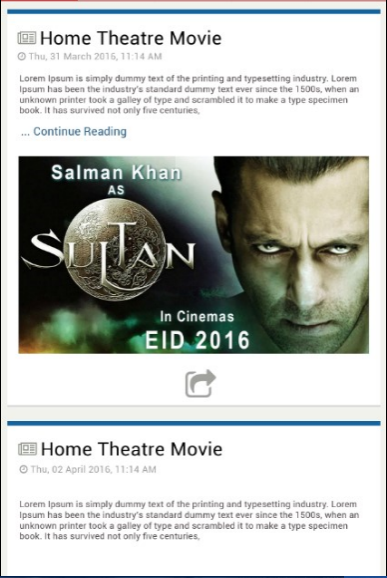 Home Theatre Movie
Thu, 31 March 2016, 11:14 AM
Lorem Ipsum is simply dummy text of the printing and typesetting industry. Lorem
Ipsum has been the industry's standard dummy text ever since the 1500s, when an
unknown printer took a galley of type and scrambled it to make a type specimen
book. It has survived not only five centuries,
... Continue Reading
Salman Khan
AS
SULTAN
In Cinemas
EID 2016
Home Theatre Movie
Thu, 02 April 2016, 11:14 AM
Lorem Ipsum is simply dummy text of the printing and typesetting industry. Lorem
Ipsum has been the industry's standard dummy text ever since the 1500s, when an
unknown printer took a galley of type and scrambled it to make a type specimen
book. It has survived not only five centuries,